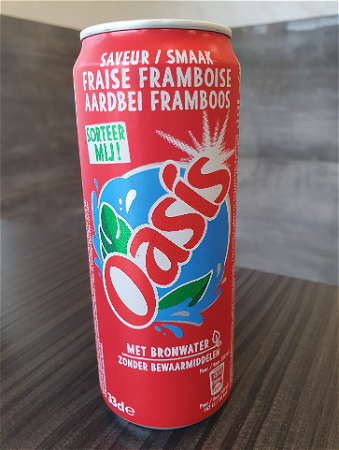 SAVEUR / SMAAK
FRAISE FRAMBOISE
AARDBEI FRAMBOOS
SORTEER
MIJ!
Oasis
MET BRONWATER
ZONDER BEWAARMIDDELEN
33cl e